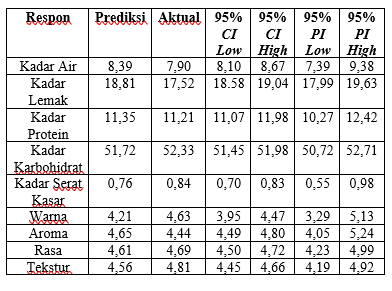 Respon Prediksi Aktual 95% CI Low 95% CI High 95% PI Low 95% PI High
Kadar Air 8,39 7,90 8,10 8,67 7,39 9,38
Kadar Lemak 18,81 17,52 18.58 19,04 17,99 19,63
Kadar Protein 11,35 11,21 11,07 11,98 10,27 12,42
Kadar Karbohidrat 51,72 52,33 51,45 51,98 50,72 52,71
Kadar Serat Kasar 0,76 0,84 0,70 0,83 0,55 0,98
Warna 4,21 4,63 3,95 4,47 3,29 5,13
Aroma 4,65 4,44 4,49 4,80 4,05 5,24
Rasa 4,61 4,69 4,50 4,72 4,23 4,99
Tekstur 4,56 4,81 4,45 4,66 4,19 4,92